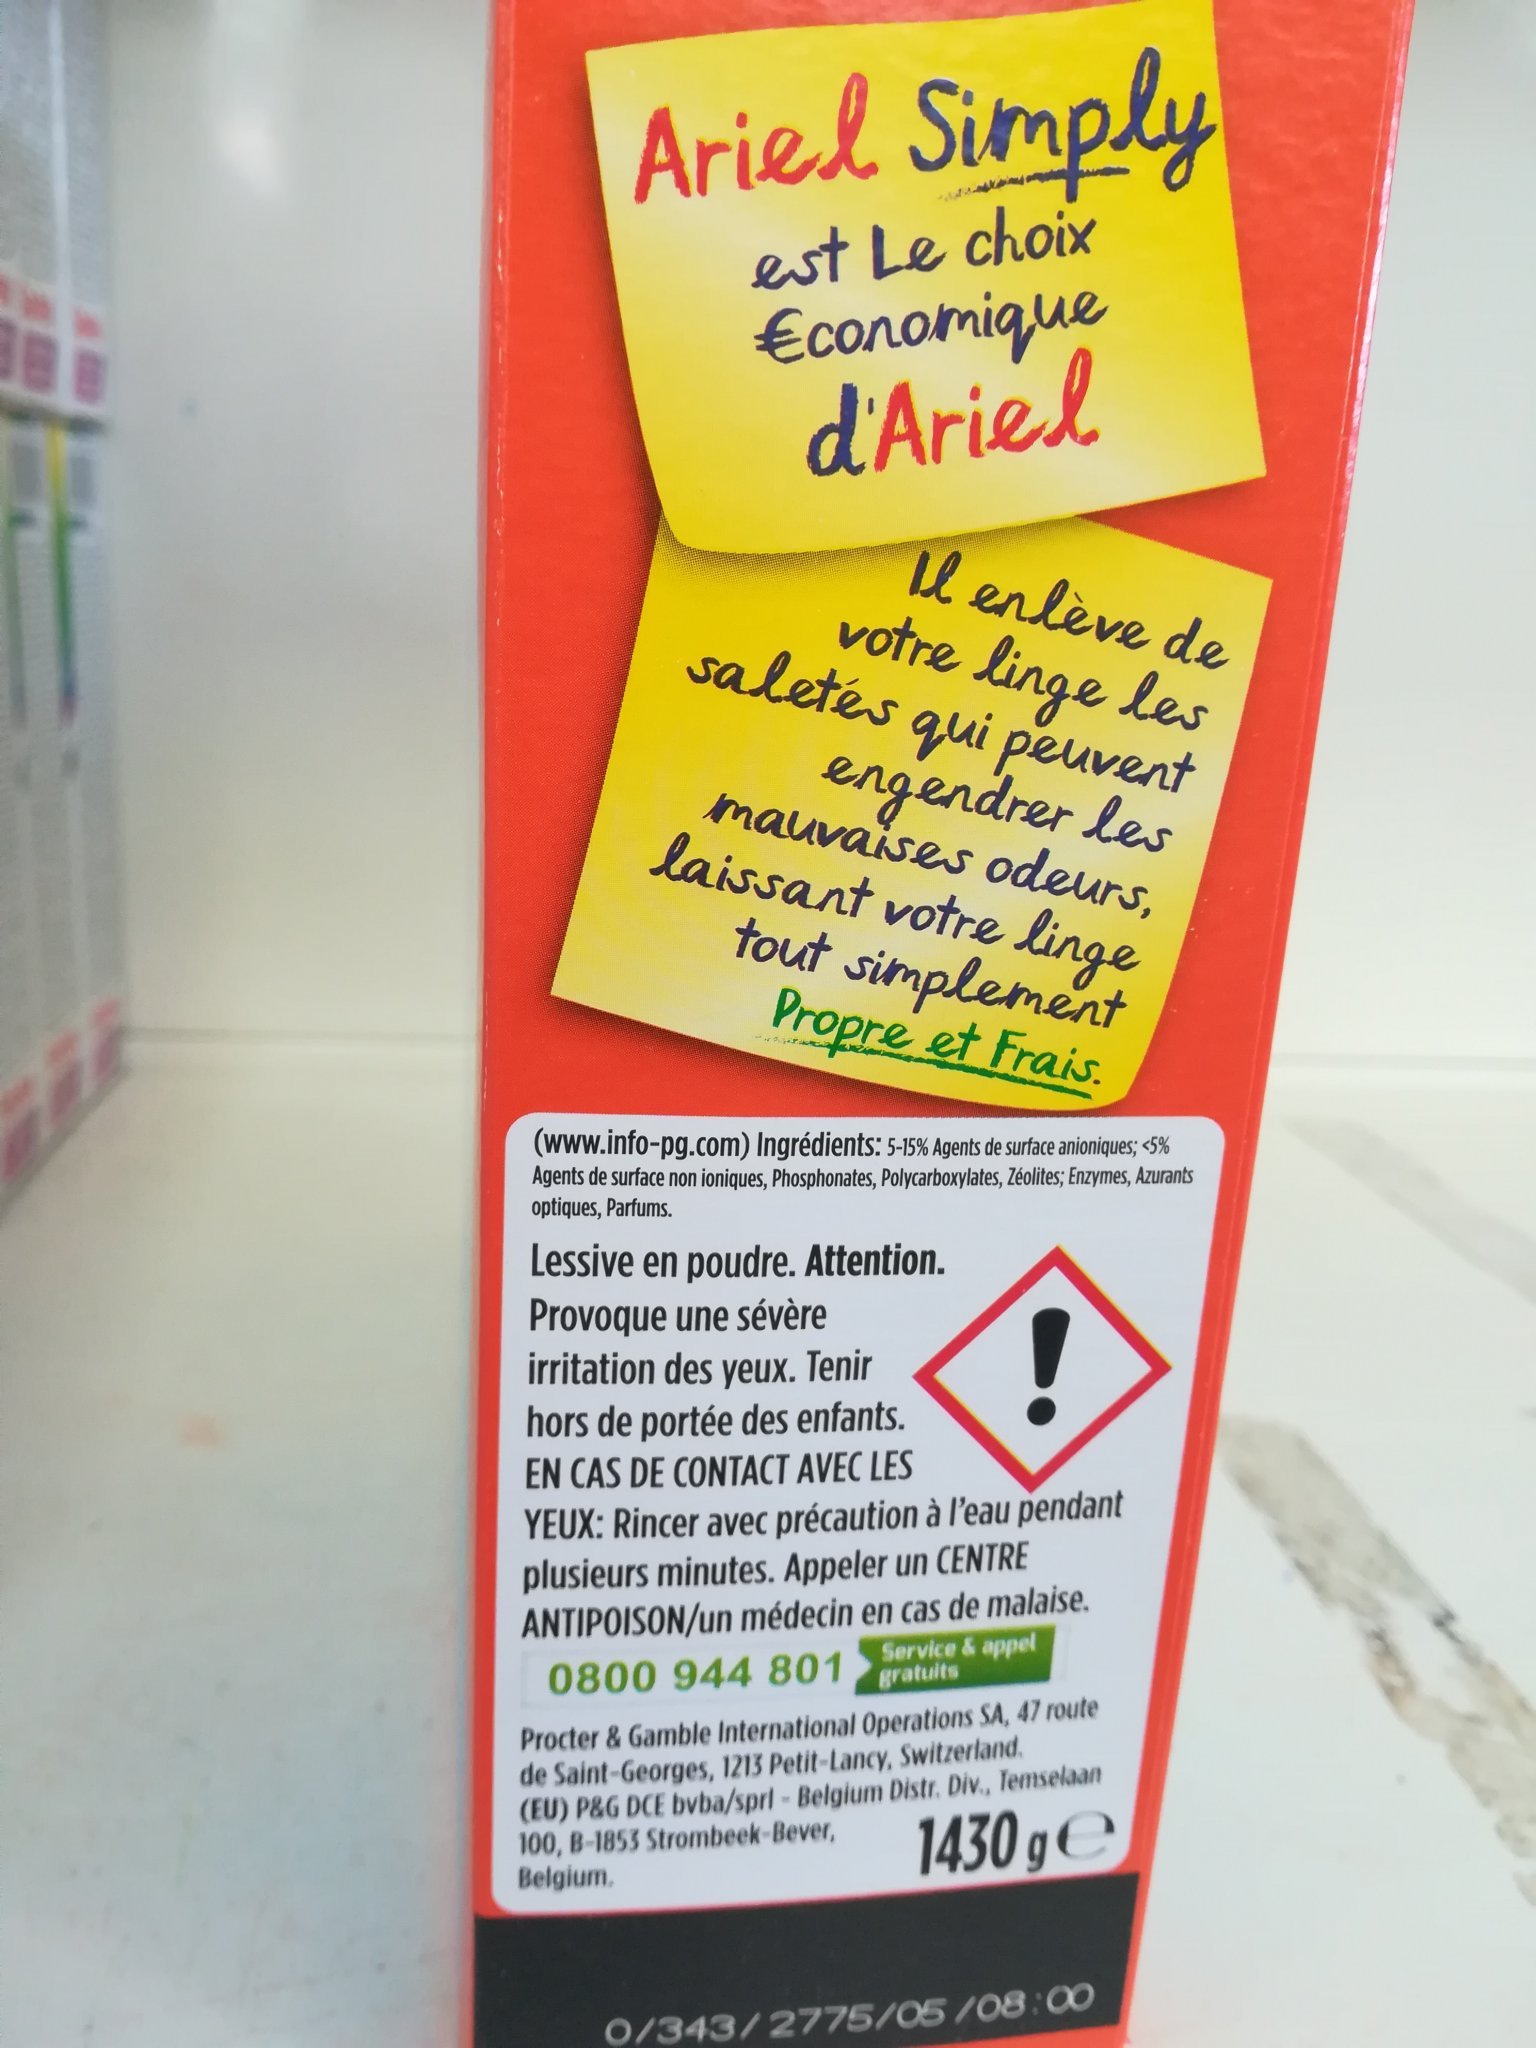 Ariel Simply
est Le choix
€conomique
d'Ariel
Il enlève de
votre linge les
saletés qui peuvent
engendrer les
mauvaises odeurs,
laissant votre linge
tout simplement
Propre et Frais.
(www.info-pg.com) Ingrédients: 5-15% Agents de surface anioniques; <5%
Agents de surface non ioniques, Phosphonates, Polycarboxylates, Zéolites; Enzymes, Azurants
optiques, Parfums.
Lessive en poudre. Attention.
Provoque une sévère
irritation des yeux. Tenir
hors de portée des enfants.
EN CAS DE CONTACT AVEC LES
YEUX: Rincer avec précaution à l'eau pendant
plusieurs minutes. Appeler un CENTRE
ANTIPOISON/un médecin en cas de malaise.
0800 944 801 Service & appel
gratuits
Procter & Gamble International Operations SA, 47 route
de Saint-Georges, 1213 Petit-Lancy, Switzerland.
(EU) P&G DCE bvba/sprl - Belgium Distr. Div., Temselaan
100, B-1853 Strombeek-Bever,
Belgium.
1430 g e
0/343/2775/05/08:00